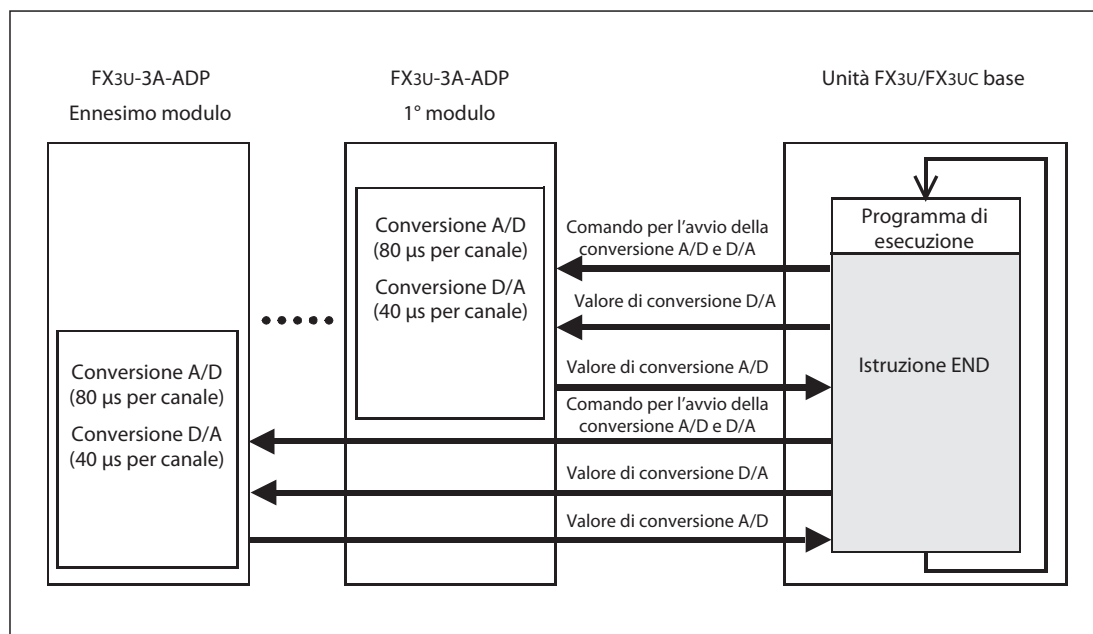 FX3U-3A-ADP
Ennesimo modulo
FX3U-3A-ADP
1° modulo
Unità FX3U/FX3UC base
Conversione A/D
(80 µs per canale)
Conversione D/A
(40 µs per canale)
Conversione A/D
(80 µs per canale)
Conversione D/A
(40 µs per canale)
Comando per l'avvio della
conversione A/D e D/A
Valore di conversione D/A
Valore di conversione A/D
Comando per l'avvio della
conversione A/D e D/A
Valore di conversione D/A
Valore di conversione A/D
Programma di
esecuzione
Istruzione END